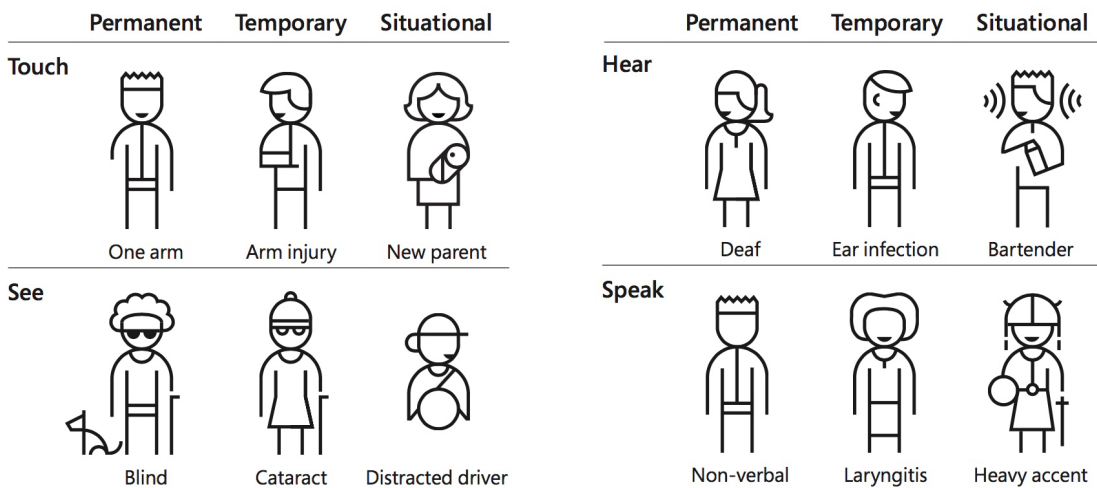 Permanent Temporary Situational
Touch
One arm Arm injury New parent
See
Blind Cataract Distracted driver
Permanent Temporary Situational
Hear
Deaf Ear infection Bartender
Speak
Non-verbal Laryngitis Heavy accent